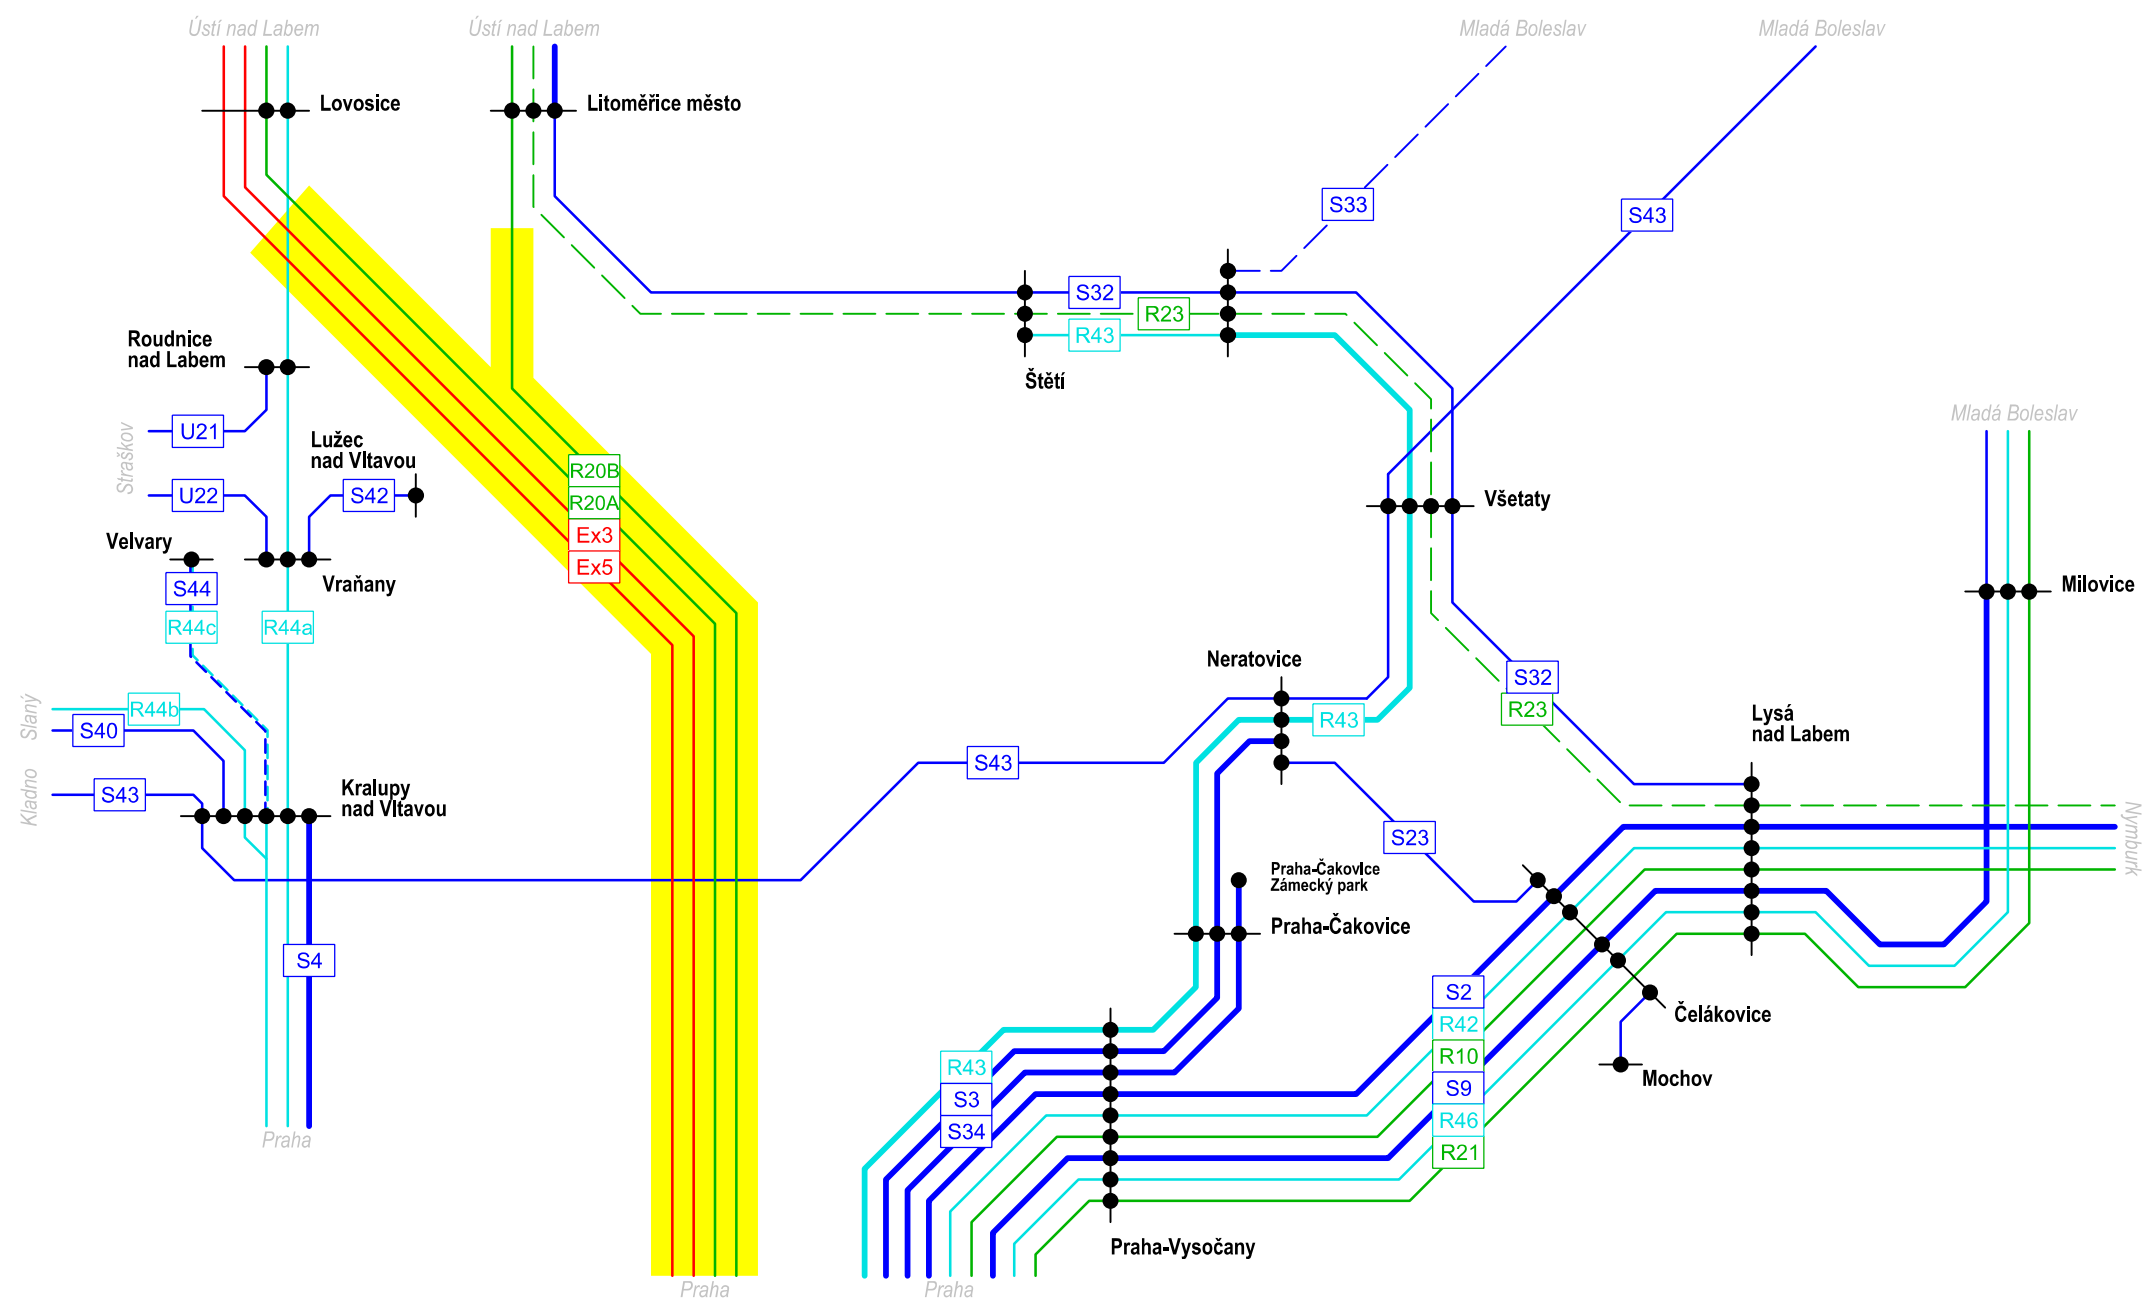 Ústí nad Labem
Ústí nad Labem
Mladá Boleslav
Mladá Boleslav
Lovosice
Litoměřice město
S33
S43
S32
R23
R43
Štětí
Roudnice
nad Labem
U21
Straškov
U22
Lužec
nad Vltavou
S42
Velvary
Vraňany
S44
R44c
R44a
R20B
R20A
Ex3
Ex5
Mladá Boleslav
Všetaty
Milovice
Neratovice
S32
R23
R43
Lysá
nad Labem
Slaný
R44b
S40
Kladno
S43
Kralupy
nad Vltavou
S43
S23
Nymburk
Praha-Čakovice
Zámecký park
Praha-Čakovice
S4
S2
R42
R10
S9
R46
R21
Čelákovice
Mochov
R43
S3
S34
Praha
Praha-Vysočany
Praha
Praha